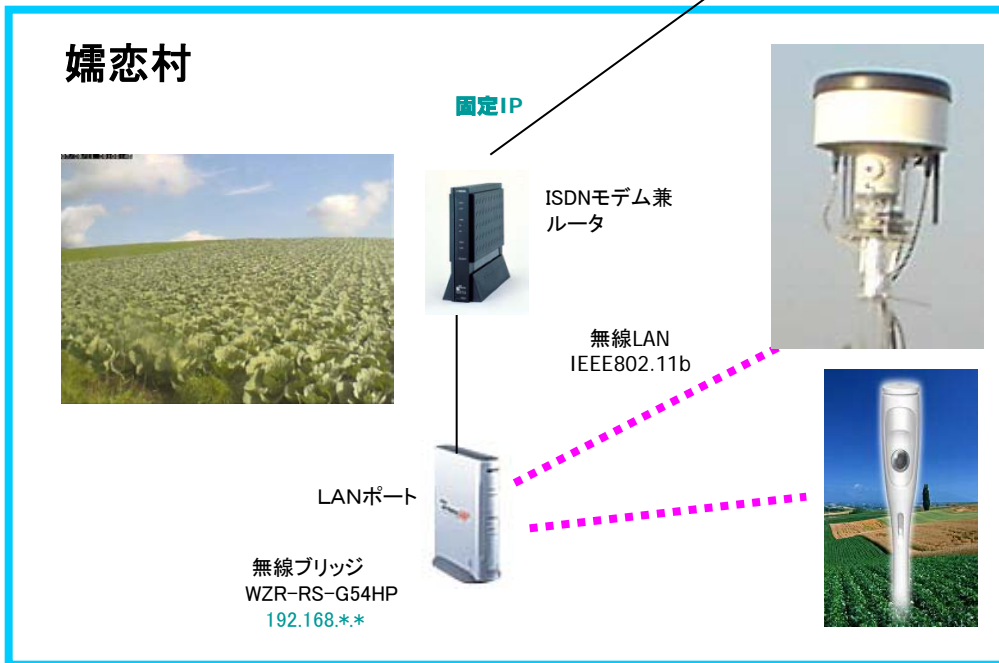 嬬恋村
固定IP
ISDNモデム兼
ルータ
無線LAN
IEEE802.11b
LANポート
無線ブリッジ
WZR-RS-G54HP
192.168.*.*